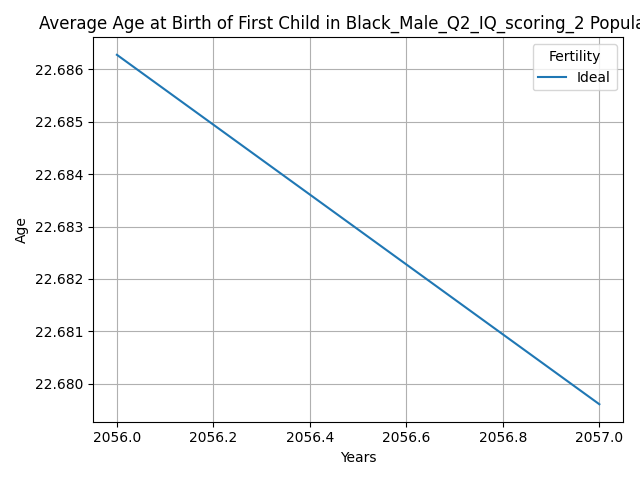 Average Age at Birth of First Child in Black_Male_Q2_IQ_scoring_2
Fertility
Ideal
22.686
22.685
22.684
22.683
22.682
22.681
22.680
Age
2056.0 2056.2 2056.4 2056.6 2056.8 2057.0
Years